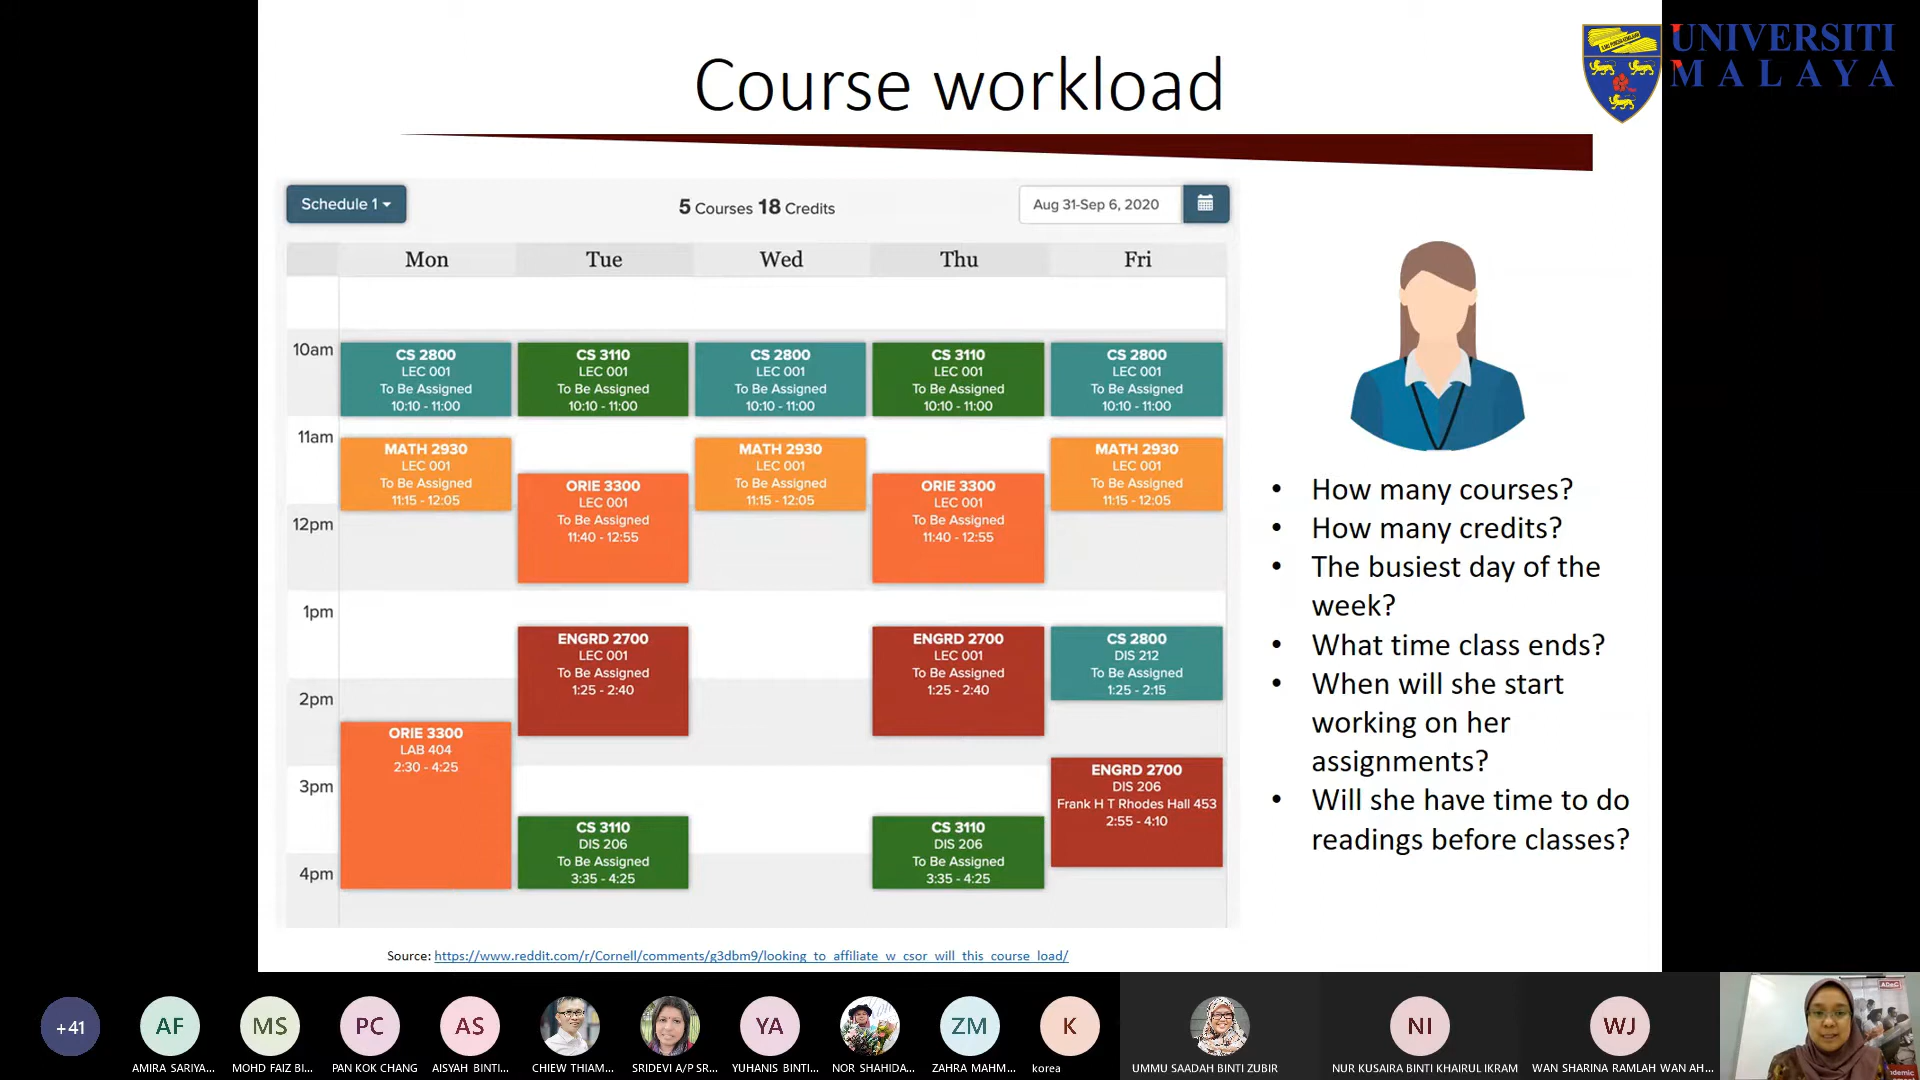 Course workload
UNIVERSITI
MALAYA
Schedule 1
5 Courses 18 Credits
Aug 31-Sep 6, 2020
Mon Tue Wed Thu Fri
10am
11am
12pm
1pm
2pm
3pm
4pm
CS 2800
LEC 001
To Be Assigned
10:10 - 11:00
MATH 2930
LEC 001
To Be Assigned
11:15 - 12:05
ORIE 3300
LAB 404
2:30 - 4:25
CS 3110
LEC 001
To Be Assigned
10:10 - 11:00
ORIE 3300
LEC 001
To Be Assigned
11:40 - 12:55
ENGRD 2700
LEC 001
To Be Assigned
1:25 - 2:40
CS 3110
DIS 206
To Be Assigned
3:35 - 4:25
CS 2800
LEC 001
To Be Assigned
10:10 - 11:00
MATH 2930
LEC 001
To Be Assigned
11:15 - 12:05
CS 3110
LEC 001
To Be Assigned
10:10 - 11:00
ORIE 3300
LEC 001
To Be Assigned
11:40 - 12:55
ENGRD 2700
LEC 001
To Be Assigned
1:25 - 2:40
CS 3110
DIS 206
To Be Assigned
3:35 - 4:25
CS 2800
LEC 001
To Be Assigned
10:10 - 11:00
MATH 2930
LEC 001
To Be Assigned
11:15 - 12:05
CS 2800
DIS 212
To Be Assigned
1:25 - 2:15
ENGRD 2700
DIS 206
Frank H T Rhodes Hall 453
2:55 - 4:10
• How many courses?
• How many credits?
• The busiest day of the
week?
• What time class ends?
• When will she start
working on her
assignments?
• Will she have time to do
readings before classes?
Source: https://www.reddit.com/r/Cornell/comments/g3dbm9/looking_to_affiliate_w_csor_will_this_course_load/
+41
AF
MS
PC
AS
YA
ZM
K
NI
WJ
AMIRA SARIYA...
MOHD FAIZ BI...
PAN KOK CHANG
AISYAH BINTI...
CHIEW THIAM...
SRIDEVI A/P SR...
YUHANIS BINTI...
NOR SHAHIDA...
ZAHRA MAHM...
korea
UMMU SAADAH BINTI ZUBIR
NUR KUSAIRA BINTI KHAIRUL IKRAM
WAN SHARINA RAMLAH WAN AH...